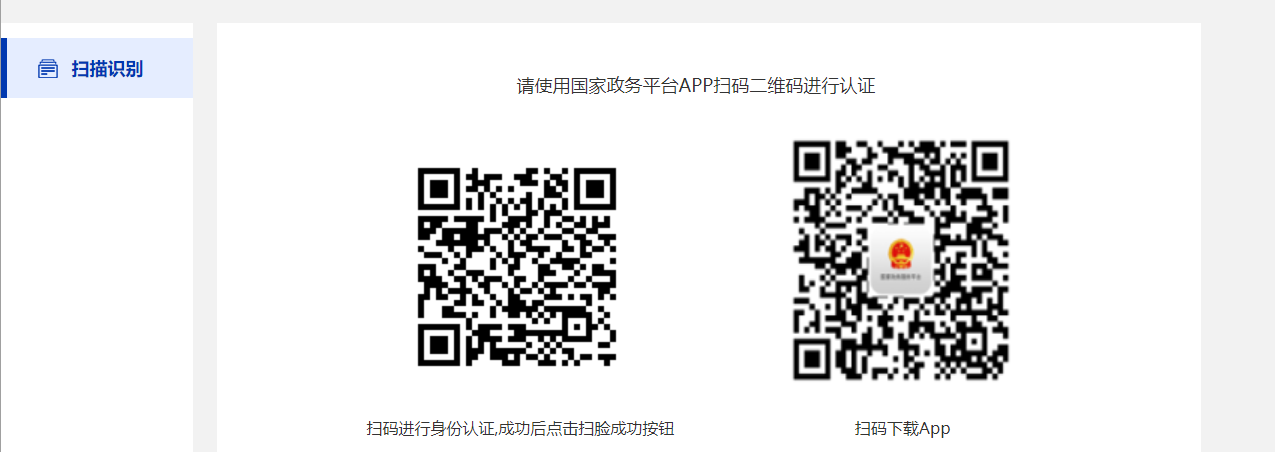 扫描识别
请使用国家政务平台APP扫码二维码进行认证
扫码进行身份认证,成功后点击扫脸成功按钮
扫码下载App